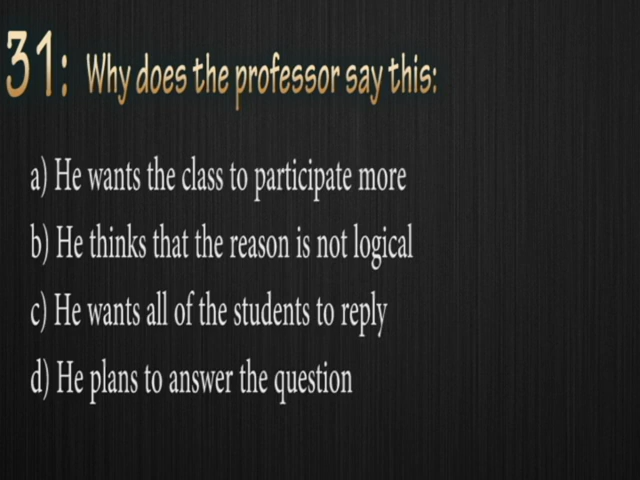 31: Why does the professor say this:
a) He wants the class to participate more
b) He thinks that the reason is not logical
c) He wants all of the students to reply
d) He plans to answer the question